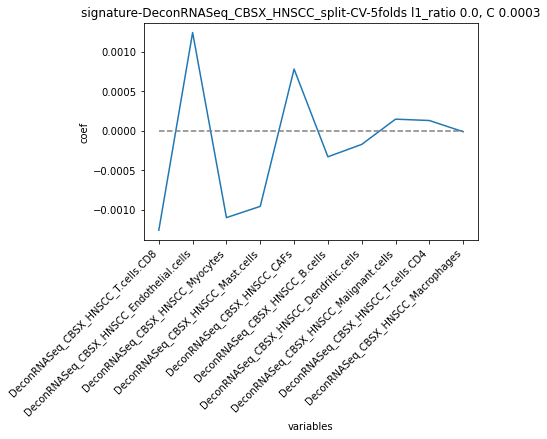 signature-DeconRNASeq_CBSX_HNSCC_split-CV-5folds l1_ratio 0.0, C 0.0003
0.0010
0.0005
0.0000
−0.0005
−0.0010
coef
DeconRNASeq_CBSX_HNSCC_T.cells.CD8
DeconRNASeq_CBSX_HNSCC_Endothelial.cells
DeconRNASeq_CBSX_HNSCC_Myocytes
DeconRNASeq_CBSX_HNSCC_Mast.cells
DeconRNASeq_CBSX_HNSCC_CAFs
DeconRNASeq_CBSX_HNSCC_B.cells
DeconRNASeq_CBSX_HNSCC_Dendritic.cells
DeconRNASeq_CBSX_HNSCC_Malignant.cells
DeconRNASeq_CBSX_HNSCC_T.cells.CD4
DeconRNASeq_CBSX_HNSCC_Macrophages
variables